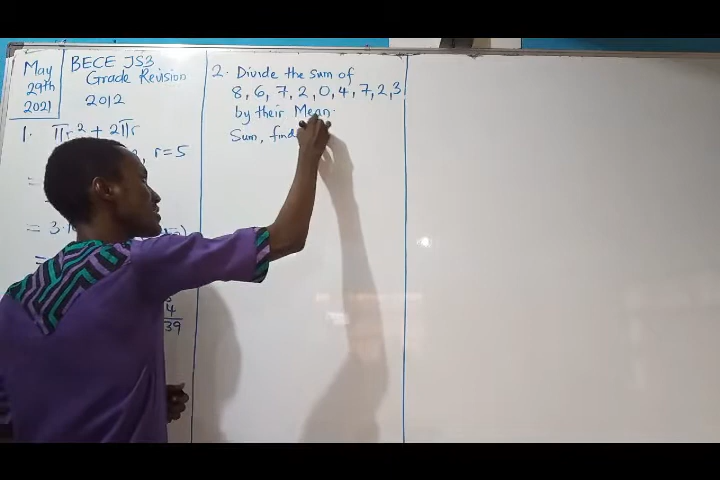 May
29th
2021
BECE JS3
Grade Revision
2012
1. πr² + 2πr
, r=5
=
= 3.1
=
4
39
2. Divide the sum of
8, 6, 7, 2, 0, 4, 7, 2, 3
by their Mean.
Sum, find